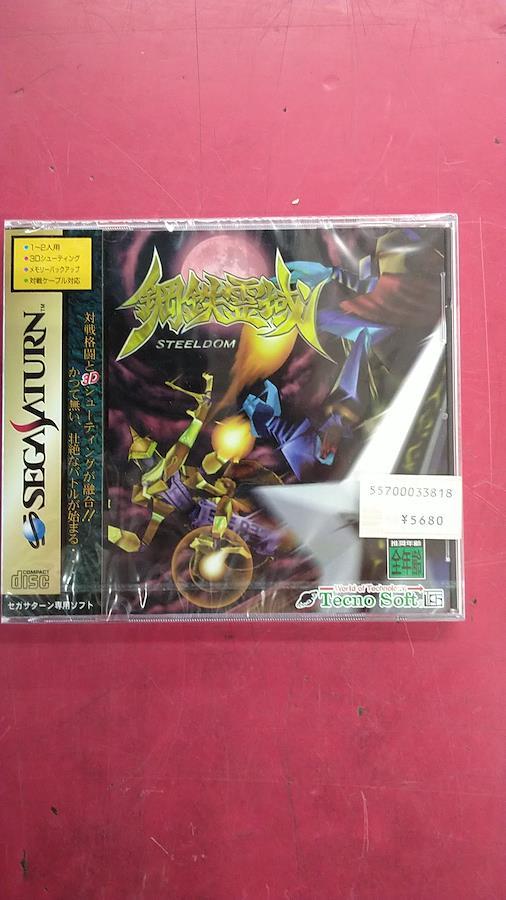 1～2人用
3Dシューティング
メモリーバックアップ
対戦ケーブル対応
SEGA SATURN™
対戦格闘と3Dシューティングが融合!!
かつて無い、壮絶なバトルが始まる…
COMPACT
disc
セガサターン専用ソフト
鋼鉄霊域
STEELDOM
55700033818
¥5680
推奨年齢
全年齢
World of Technology
Tecno Soft